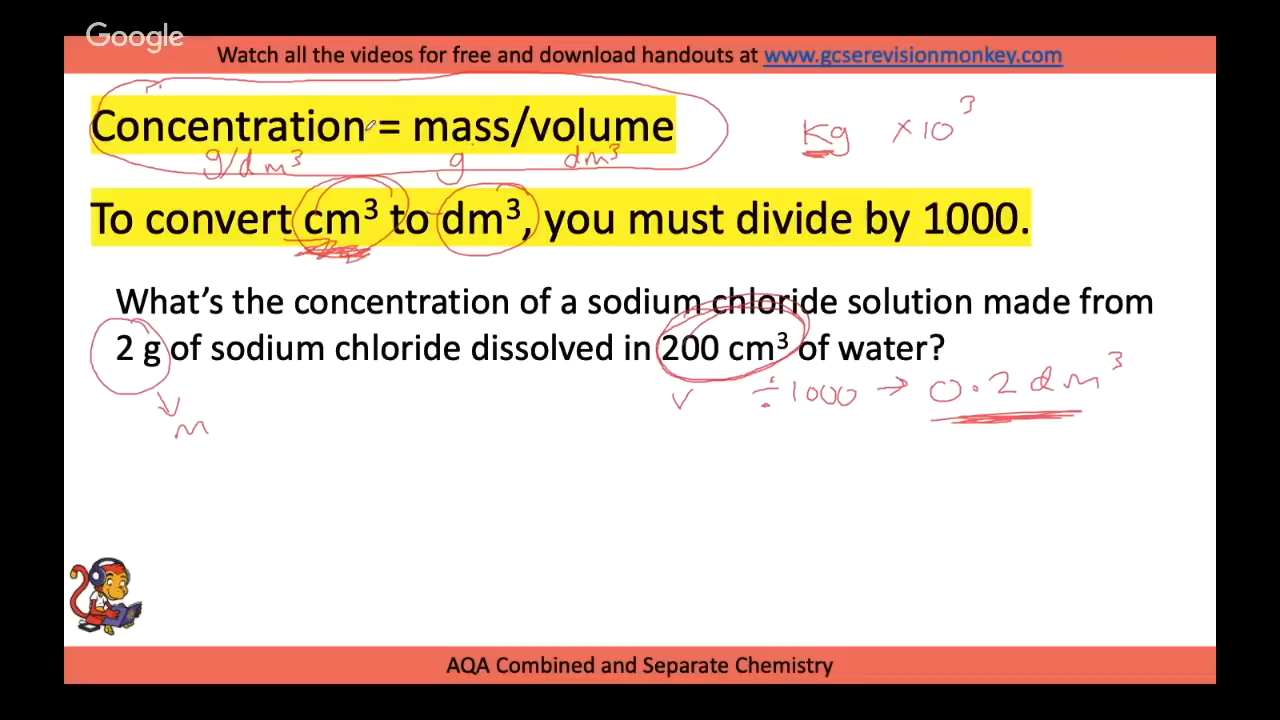 Google
Watch all the videos for free and download handouts at www.gcserevisionmonkey.com
Concentration = mass/volume
g/dm³ g dm³
Kg ×10³
To convert cm³ to dm³, you must divide by 1000.
What’s the concentration of a sodium chloride solution made from
2 g of sodium chloride dissolved in 200 cm³ of water?
v ÷1000 → 0.2 dm³
m
AQA Combined and Separate Chemistry